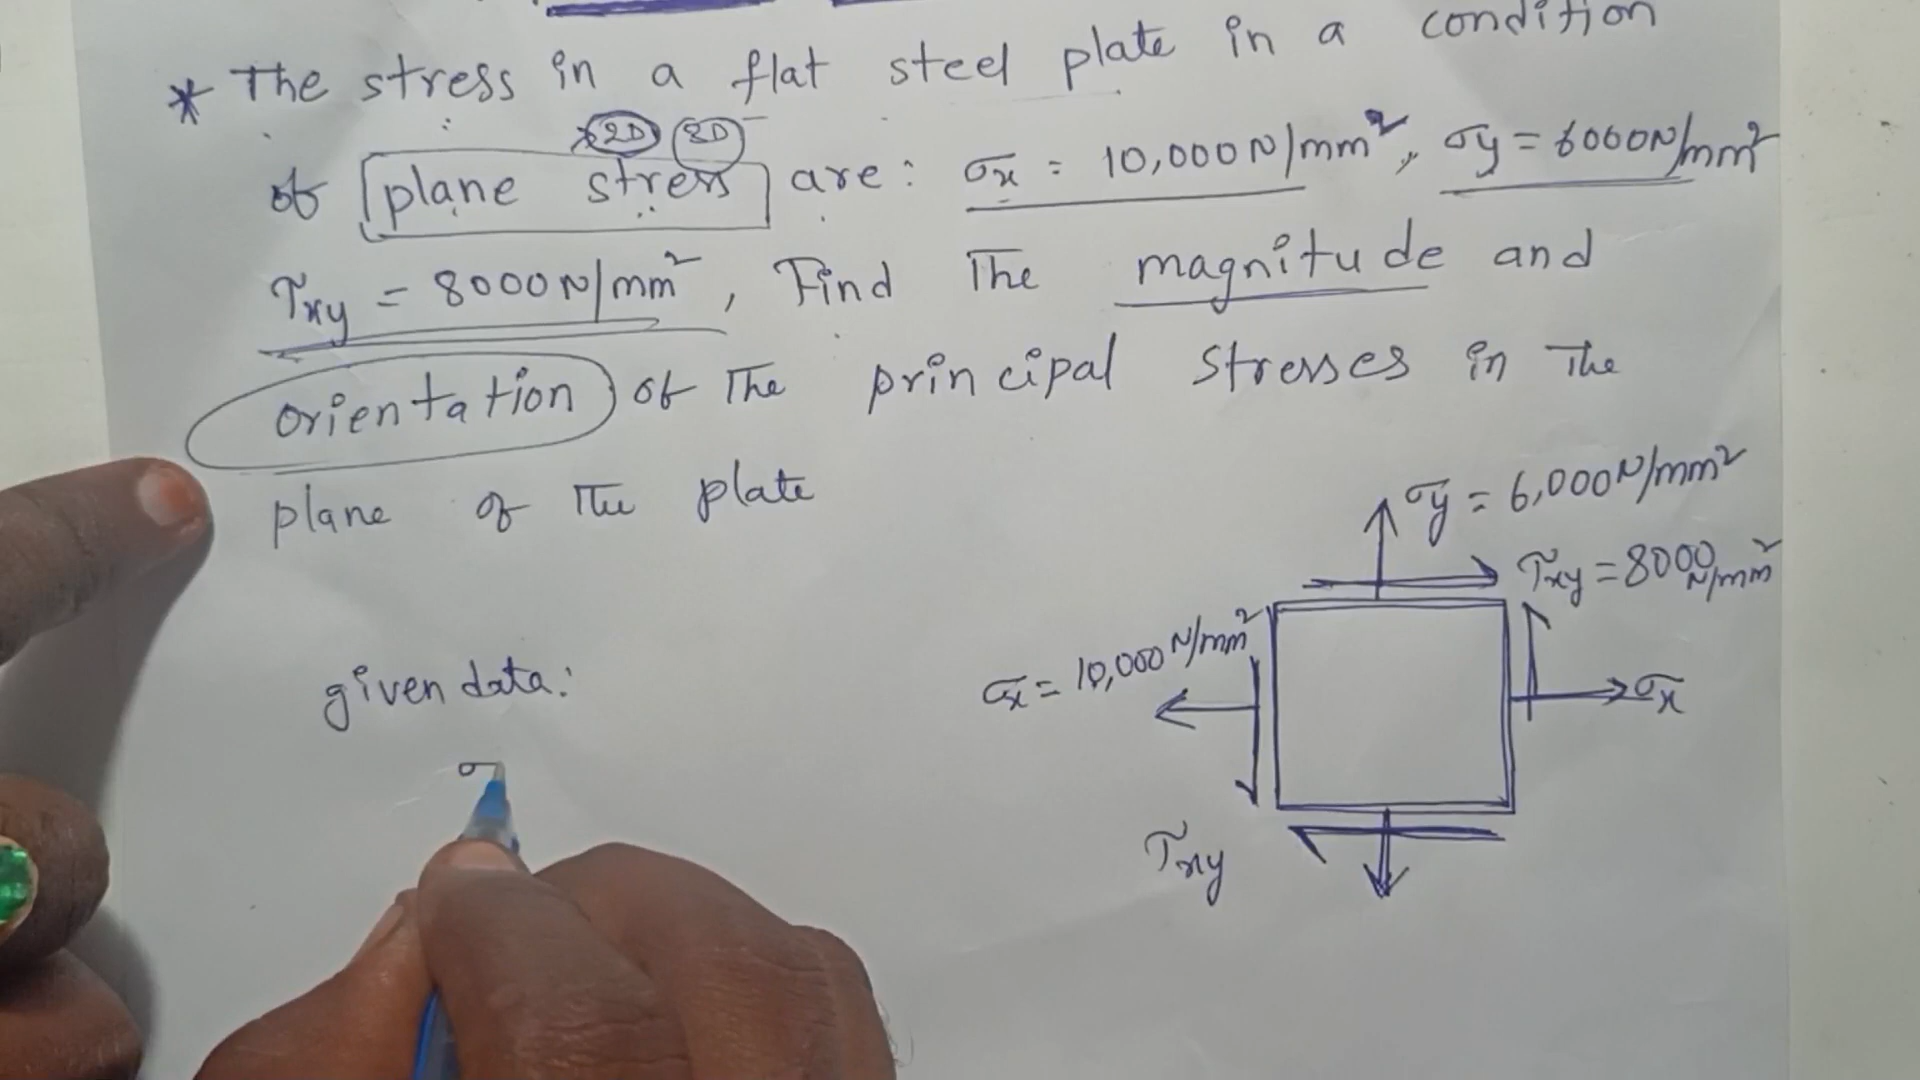 * The stress in a flat steel plate in a condition
2D
of plane stress are: σx = 10,000 N/mm², σy = 6000N/mm²
τxy = 8000 N/mm², Find The magnitude and
orientation of The principal stresses in The
plane of The plate
σy = 6,000 N/mm²
τxy = 8000 N/mm²
σx = 10,000 N/mm²
σx
given data:
σ
τxy